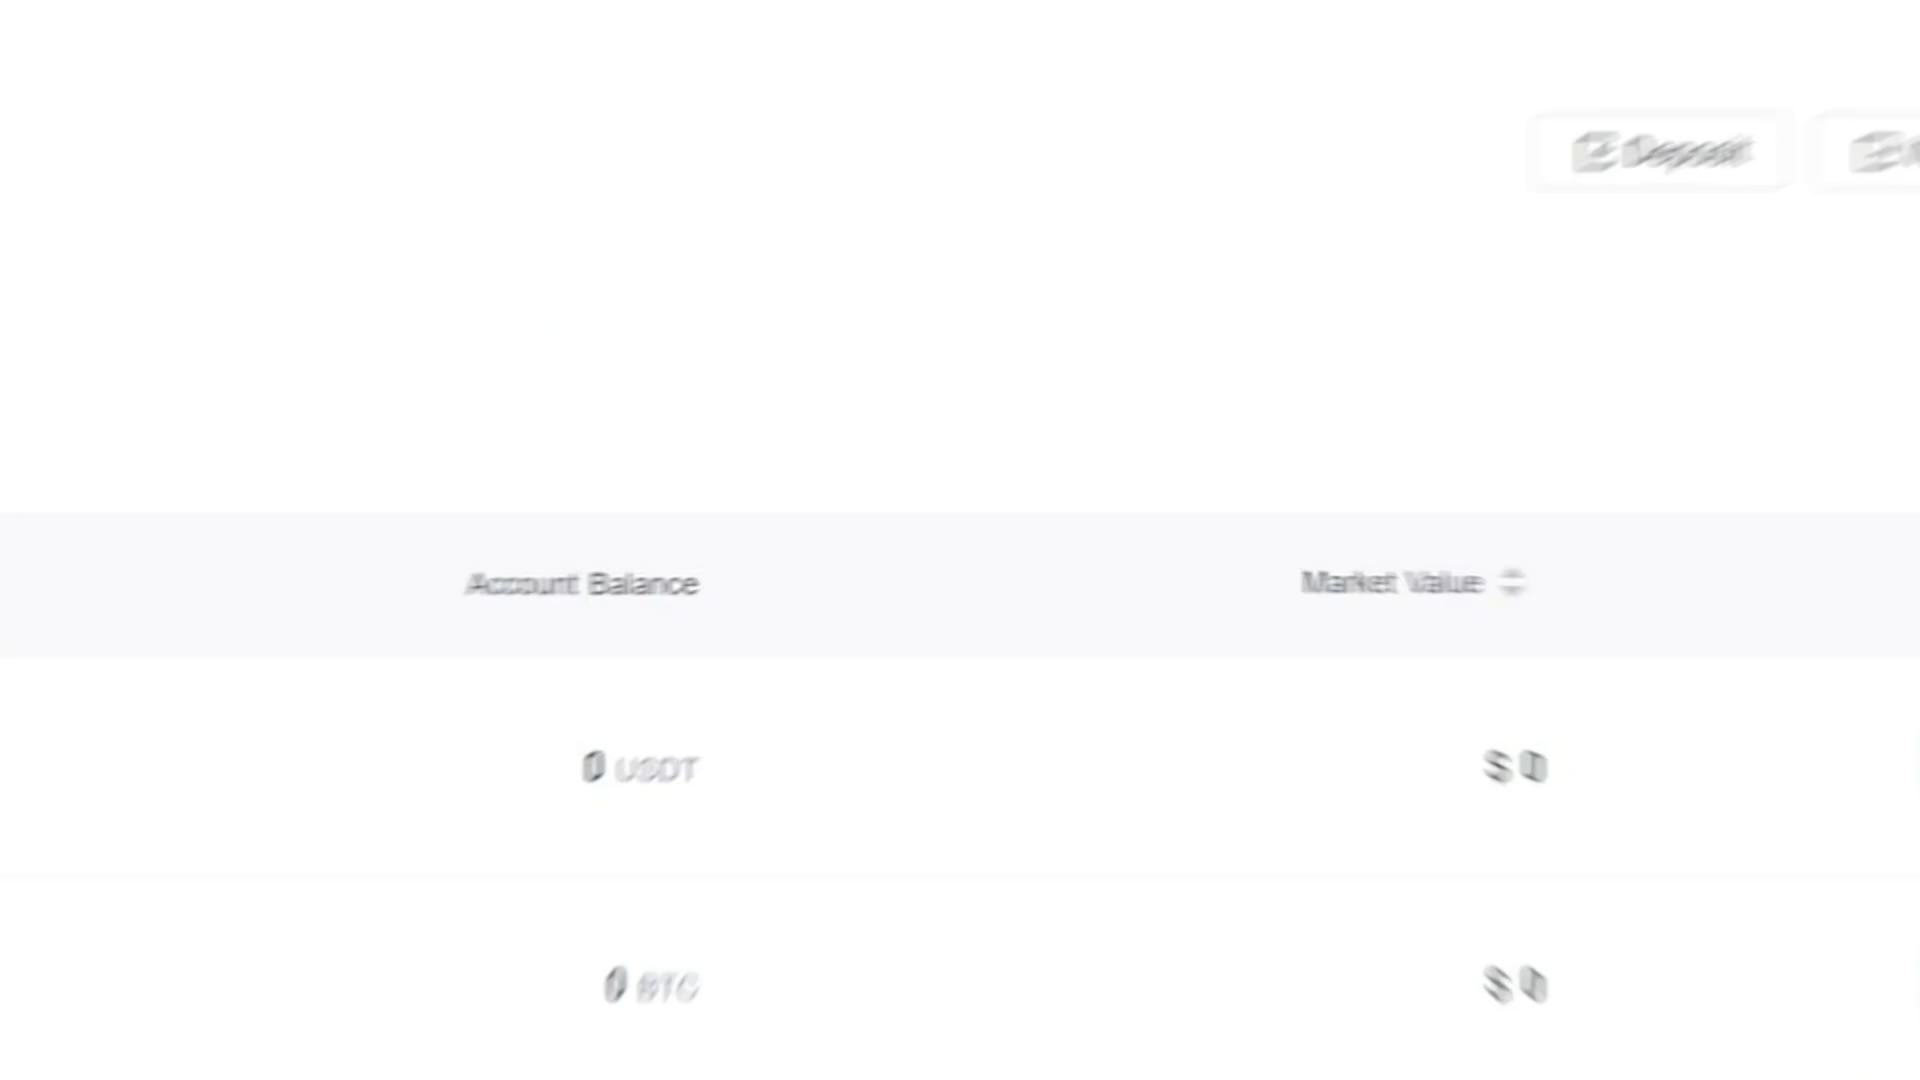 Deposit
Account Balance Market Value
0 USDT $ 0
0 BTC $ 0